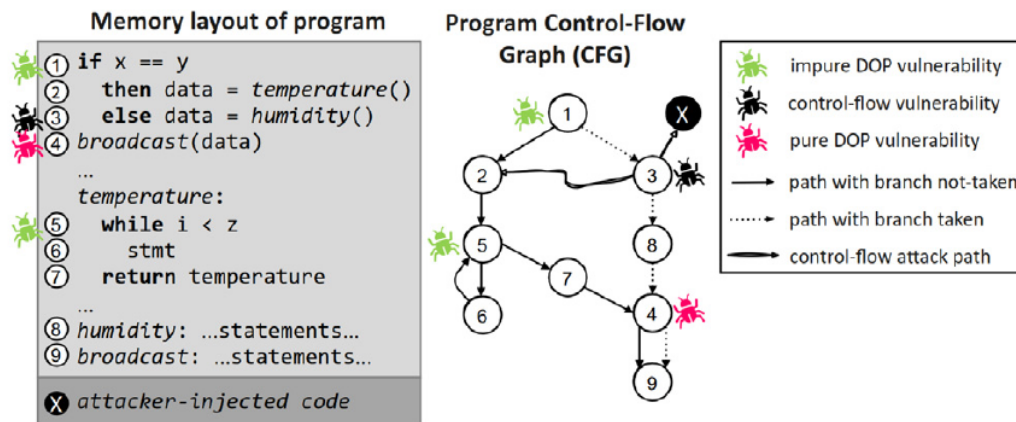 Memory layout of program
1 if x == y
2 then data = temperature()
3 else data = humidity()
4 broadcast(data)
...
temperature:
5 while i < z
6 stmt
7 return temperature
...
8 humidity: ...statements...
9 broadcast: ...statements...
X attacker-injected code
Program Control-Flow
Graph (CFG)
1
X
2
3
5
8
7
6
4
9
impure DOP vulnerability
control-flow vulnerability
pure DOP vulnerability
path with branch not-taken
path with branch taken
control-flow attack path